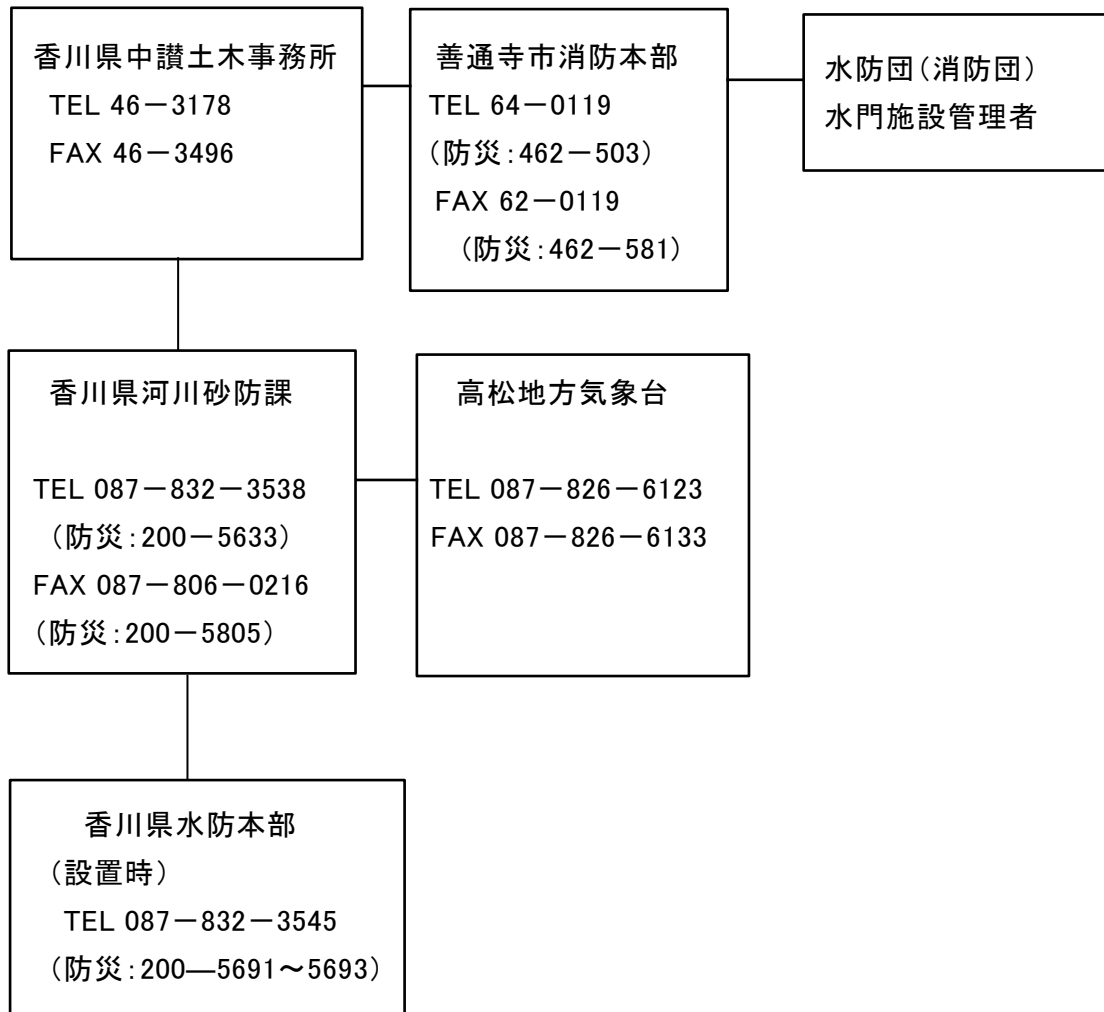 香川県中讃土木事務所
TEL 46－3178
FAX 46－3496
善通寺市消防本部
TEL 64－0119
（防災：462－503）
FAX 62－0119
（防災：462－581）
水防団（消防団）
水門施設管理者
香川県河川砂防課
TEL 087－832－3538
（防災：200－5633）
FAX 087－806－0216
（防災：200－5805）
高松地方気象台
TEL 087－826－6123
FAX 087－826－6133
香川県水防本部
（設置時）
TEL 087－832－3545
（防災：200―5691～5693）